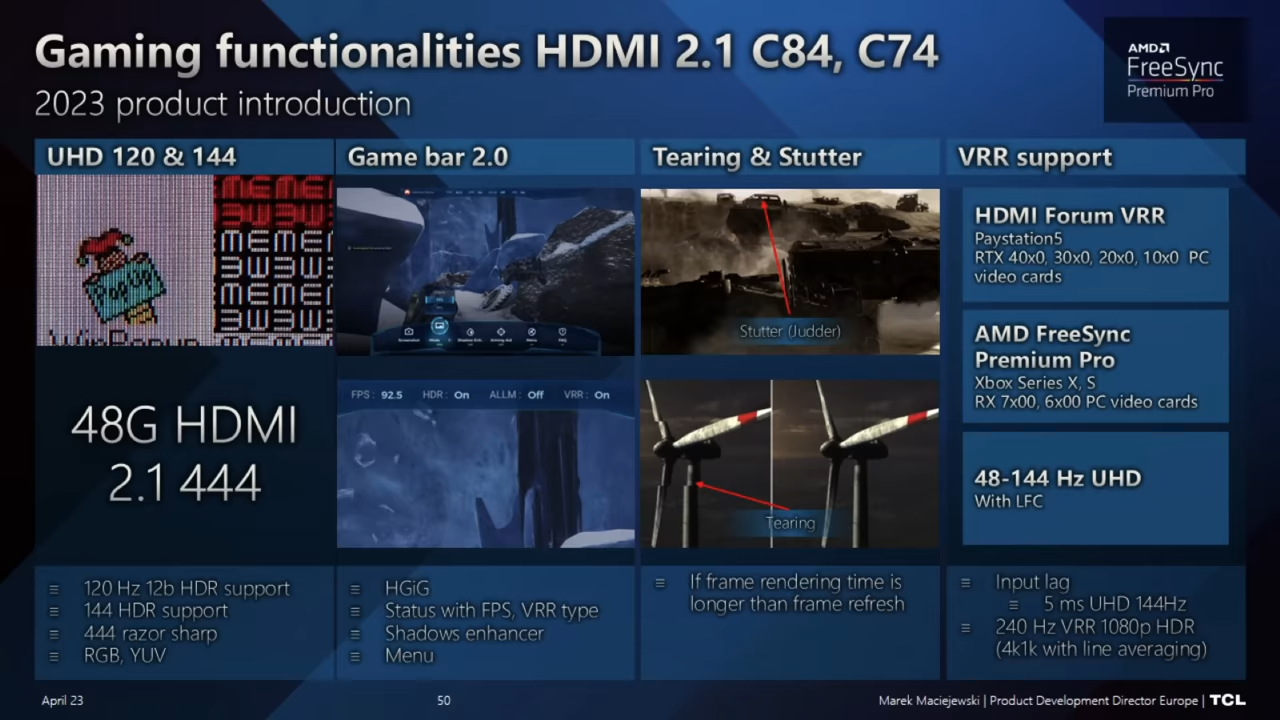 Gaming functionalities HDMI 2.1 C84, C74
2023 product introduction
AMD
FreeSync
Premium Pro
UHD 120 & 144
48G HDMI
2.1 444
120 Hz 12b HDR support
144 HDR support
444 razor sharp
RGB, YUV
Game bar 2.0
Screenshot
Menu
FAQ
FPS : 92.5 HDR : On ALLM : Off VRR : On
HGiG
Status with FPS, VRR type
Shadows enhancer
Menu
Tearing & Stutter
Stutter (Judder)
Tearing
If frame rendering time is
longer than frame refresh
VRR support
HDMI Forum VRR
Paystation5
RTX 40x0, 30x0, 20x0, 10x0 PC
video cards
AMD FreeSync
Premium Pro
Xbox Series X, S
RX 7x00, 6x00 PC video cards
48-144 Hz UHD
With LFC
Input lag
5 ms UHD 144Hz
240 Hz VRR 1080p HDR
(4k1k with line averaging)
April 23
50
Marek Maciejewski | Product Development Director Europe | TCL